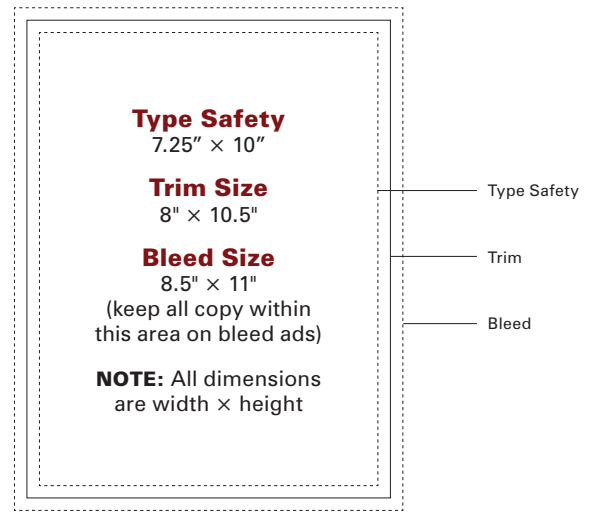 Type Safety
7.25” × 10”
Trim Size
8" × 10.5"
Bleed Size
8.5" × 11"
(keep all copy within
this area on bleed ads)
NOTE: All dimensions
are width × height
Type Safety
Trim
Bleed